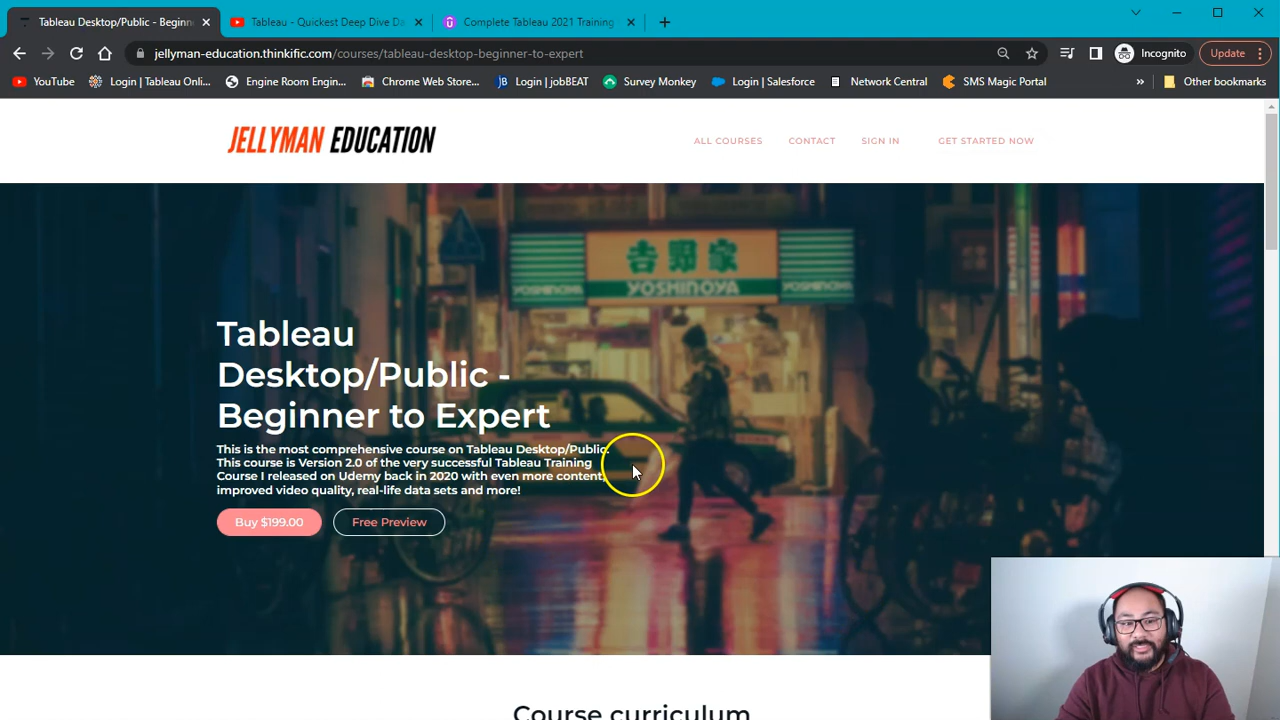 Tableau Desktop/Public - Beginn
Tableau - Quickest Deep Dive Da
Complete Tableau 2021 Training
jellyman-education.thinkific.com/courses/tableau-desktop-beginner-to-expert
Incognito
Update
YouTube
Login | Tableau Onli...
Engine Room Engin...
Chrome Web Store...
Login | jobBEAT
Survey Monkey
Login | Salesforce
Network Central
SMS Magic Portal
»
Other bookmarks
JELLYMAN EDUCATION
ALL COURSES
CONTACT
SIGN IN
GET STARTED NOW
吉野家
YOSHINOYA
Tableau
Desktop/Public -
Beginner to Expert
This is the most comprehensive course on Tableau Desktop/Public.
This course is Version 2.0 of the very successful Tableau Training
Course I released on Udemy back in 2020 with even more content,
improved video quality, real-life data sets and more!
Buy $199.00
Free Preview
Course curriculum